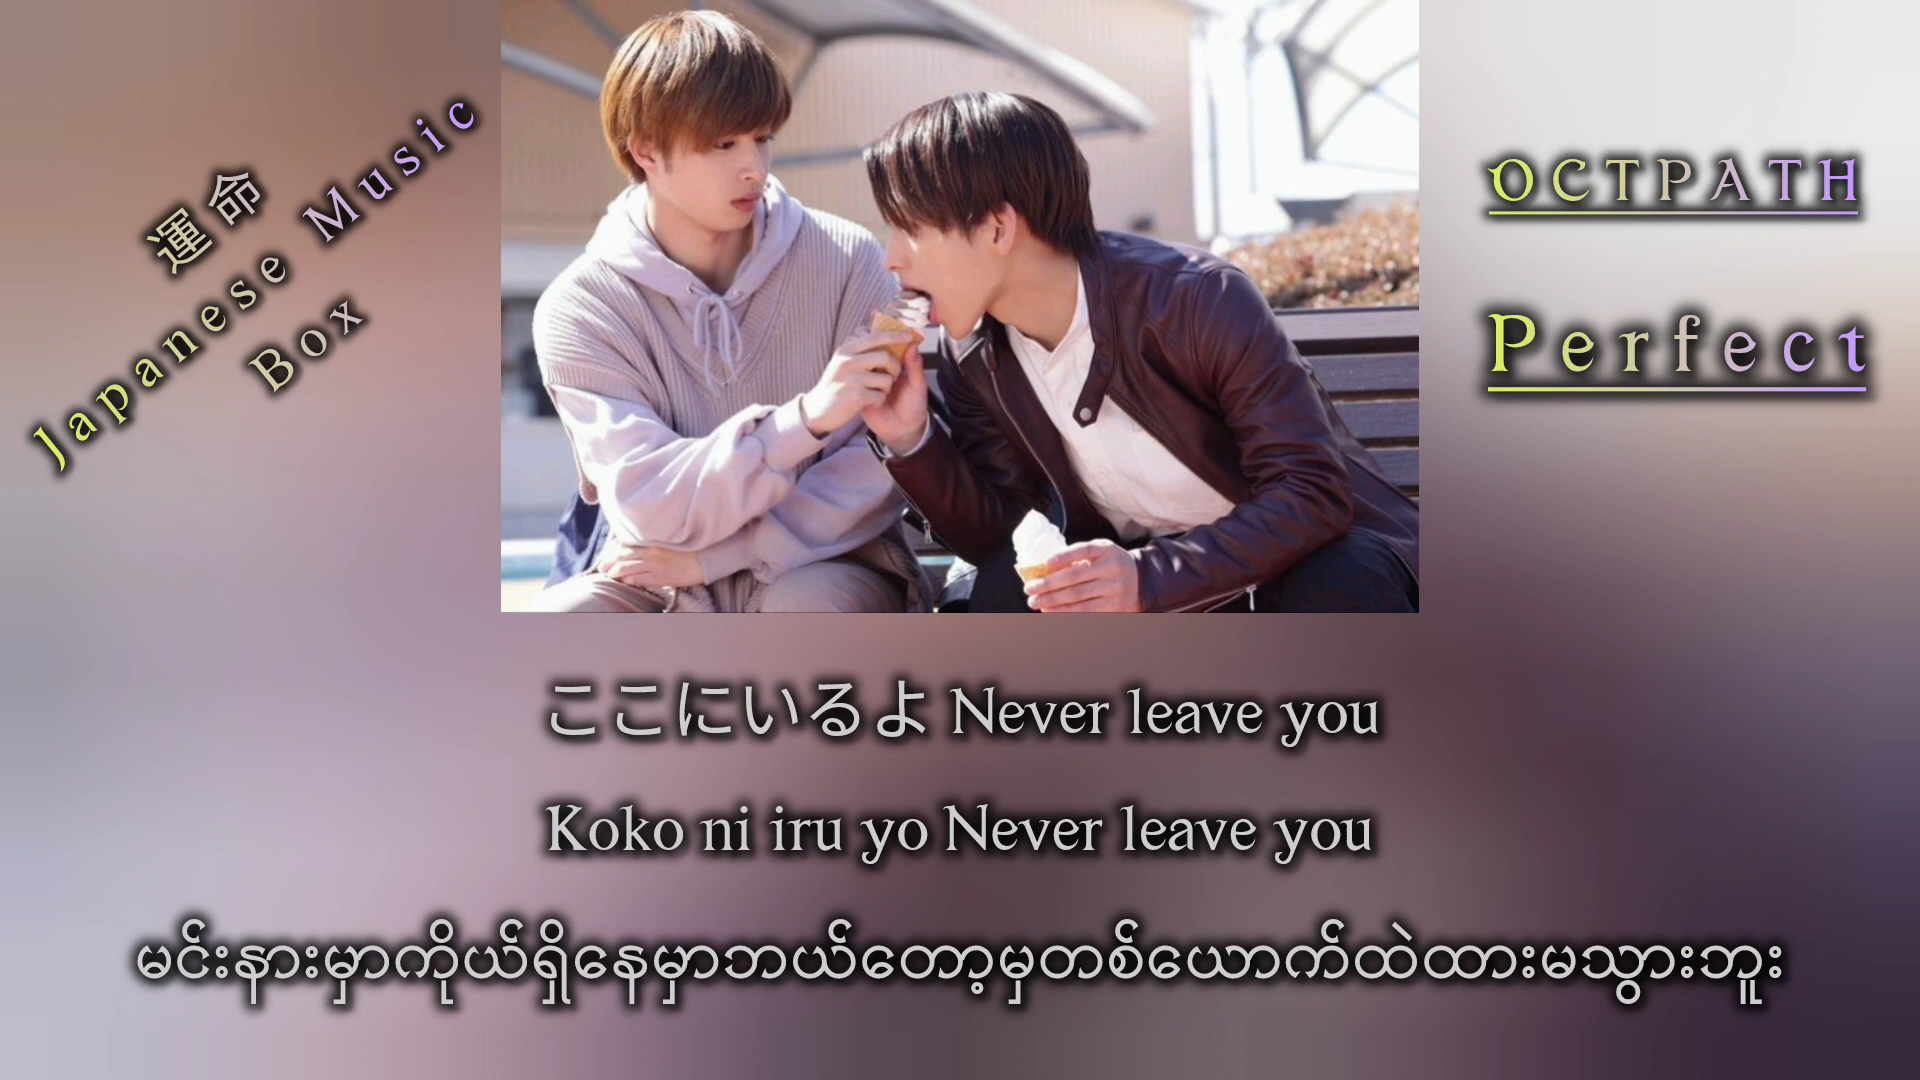 運命
Japanese Music
Box
OCTPATH
Perfect
ここにいるよ Never leave you
Koko ni iru yo Never leave you
မင်းနားမှာကိုယ်ရှိနေမှာဘယ်တော့မှတစ်ယောက်ထဲထားမသွားဘူး